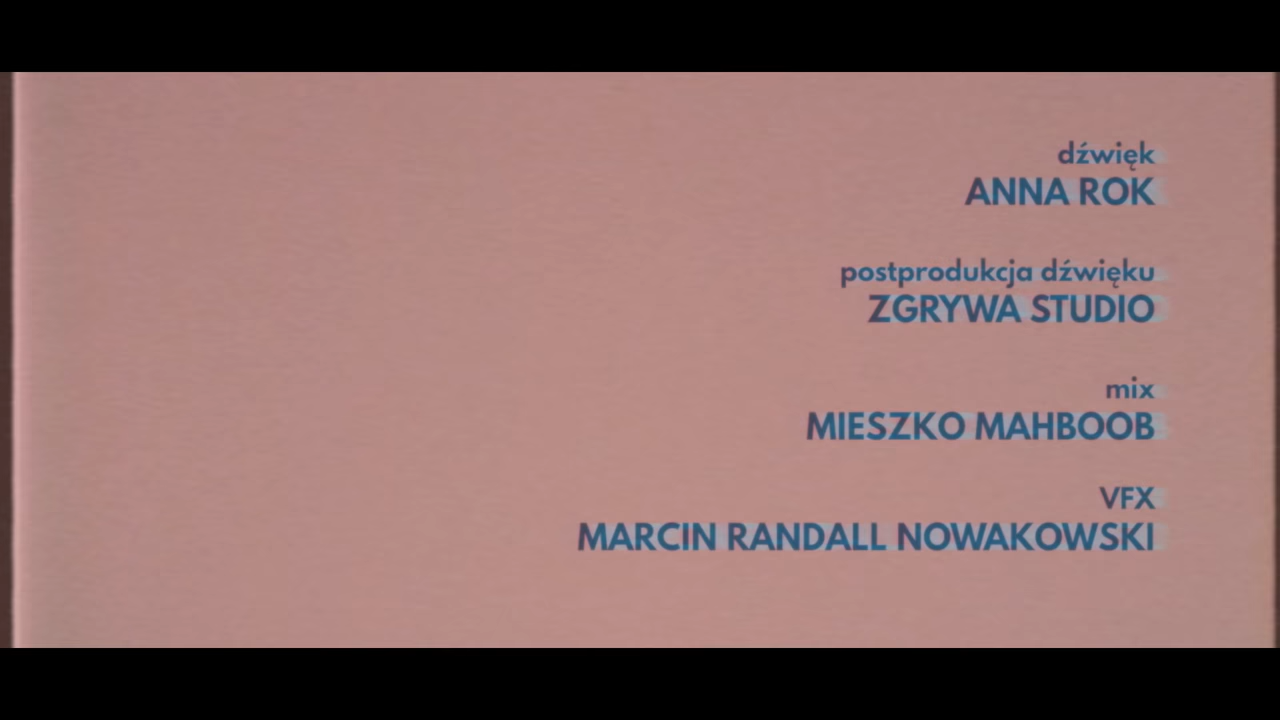 dźwięk
ANNA ROK
postprodukcja dźwięku
ZGRYWA STUDIO
mix
MIESZKO MAHBOOB
VFX
MARCIN RANDALL NOWAKOWSKI